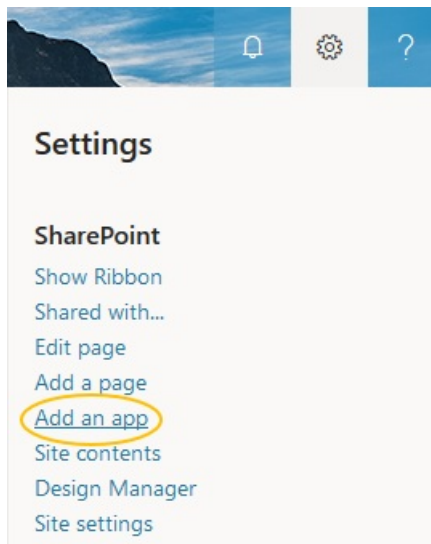 Settings
SharePoint
Show Ribbon
Shared with...
Edit page
Add a page
Add an app
Site contents
Design Manager
Site settings